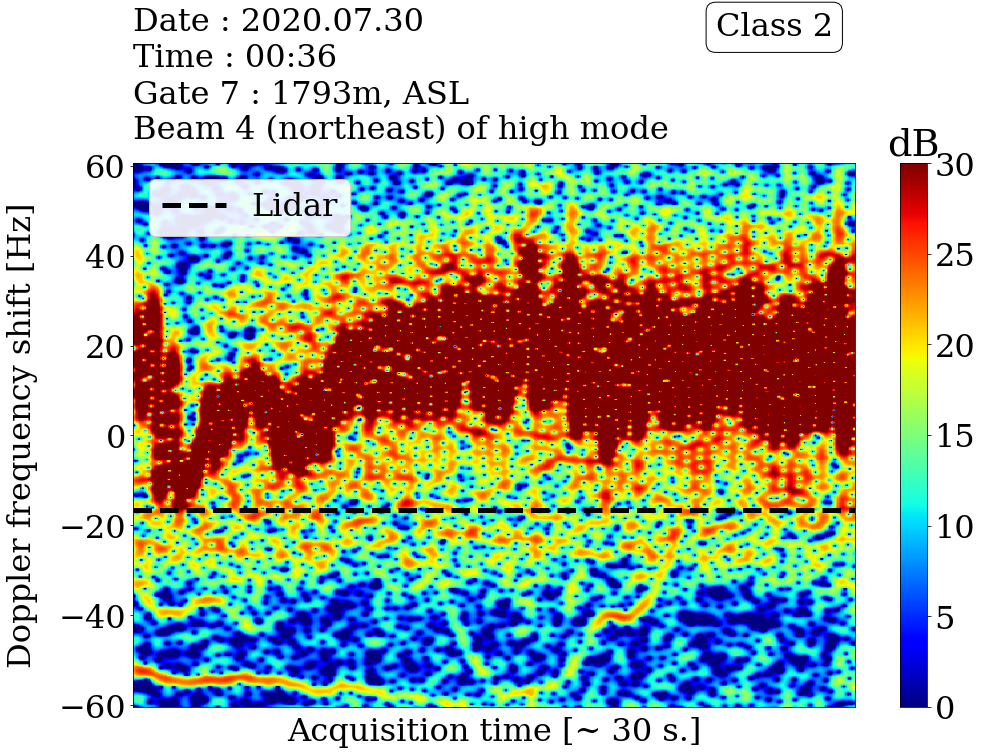 Date : 2020.07.30
Time : 00:36
Gate 7 : 1793m, ASL
Beam 4 (northeast) of high mode
Class 2
dB
Lidar
Doppler frequency shift [Hz]
60
40
20
0
−20
−40
−60
30
25
20
15
10
5
0
Acquisition time [~ 30 s.]